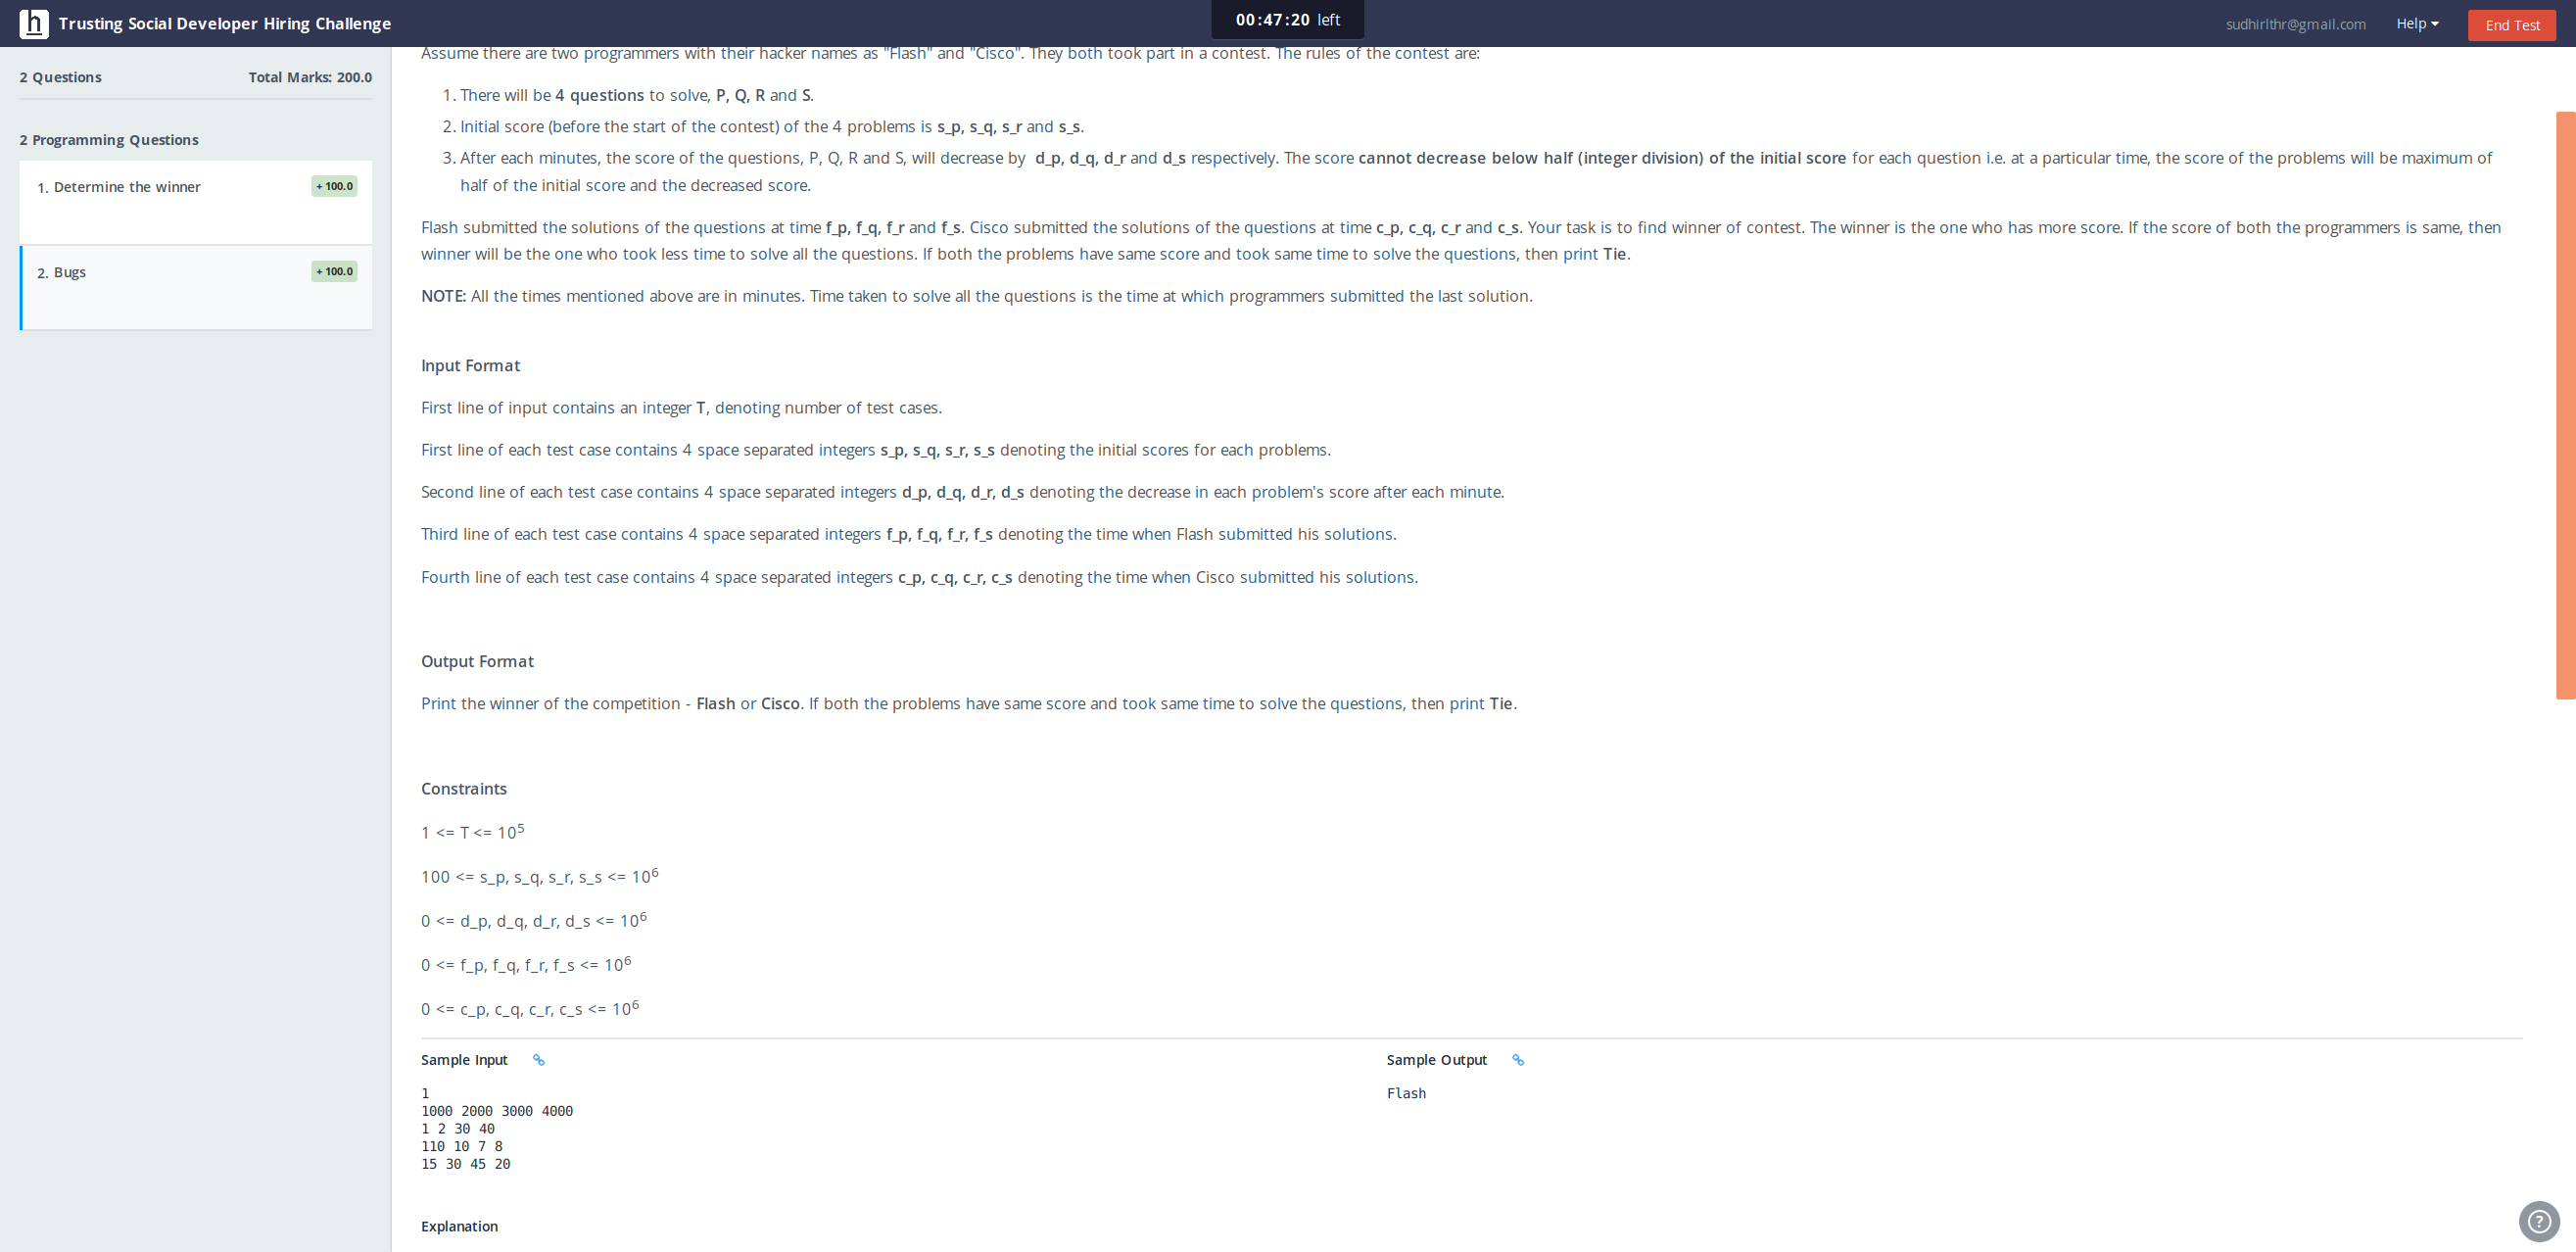 h Trusting Social Developer Hiring Challenge
00:47:20 left
sudhirlthr@gmail.com
Help
End Test
2 Questions Total Marks: 200.0
2 Programming Questions
1. Determine the winner + 100.0
2. Bugs + 100.0
Assume there are two programmers with their hacker names as "Flash" and "Cisco". They both took part in a contest. The rules of the contest are:
1. There will be 4 questions to solve, P, Q, R and S.
2. Initial score (before the start of the contest) of the 4 problems is s_p, s_q, s_r and s_s.
3. After each minutes, the score of the questions, P, Q, R and S, will decrease by d_p, d_q, d_r and d_s respectively. The score cannot decrease below half (integer division) of the initial score for each question i.e. at a particular time, the score of the problems will be maximum of
half of the initial score and the decreased score.
Flash submitted the solutions of the questions at time f_p, f_q, f_r and f_s. Cisco submitted the solutions of the questions at time c_p, c_q, c_r and c_s. Your task is to find winner of contest. The winner is the one who has more score. If the score of both the programmers is same, then
winner will be the one who took less time to solve all the questions. If both the problems have same score and took same time to solve the questions, then print Tie.
NOTE: All the times mentioned above are in minutes. Time taken to solve all the questions is the time at which programmers submitted the last solution.
Input Format
First line of input contains an integer T, denoting number of test cases.
First line of each test case contains 4 space separated integers s_p, s_q, s_r, s_s denoting the initial scores for each problems.
Second line of each test case contains 4 space separated integers d_p, d_q, d_r, d_s denoting the decrease in each problem's score after each minute.
Third line of each test case contains 4 space separated integers f_p, f_q, f_r, f_s denoting the time when Flash submitted his solutions.
Fourth line of each test case contains 4 space separated integers c_p, c_q, c_r, c_s denoting the time when Cisco submitted his solutions.
Output Format
Print the winner of the competition - Flash or Cisco. If both the problems have same score and took same time to solve the questions, then print Tie.
Constraints
1 <= T <= 10^5
100 <= s_p, s_q, s_r, s_s <= 10^6
0 <= d_p, d_q, d_r, d_s <= 10^6
0 <= f_p, f_q, f_r, f_s <= 10^6
0 <= c_p, c_q, c_r, c_s <= 10^6
Sample Input
1
1000 2000 3000 4000
1 2 30 40
110 10 7 8
15 30 45 20
Sample Output
Flash
Explanation
?